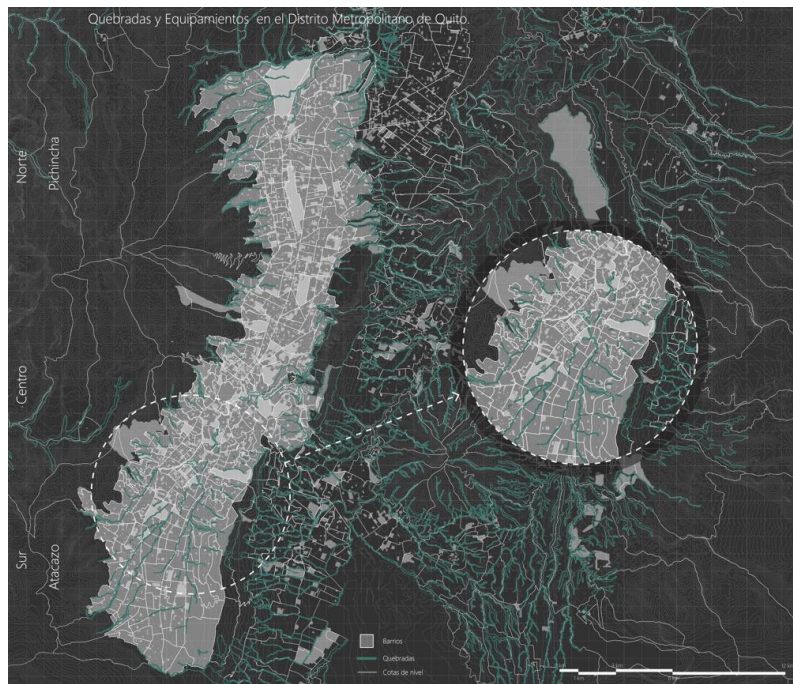 Quebradas y Equipamientos en el Distrito Metropolitano de Quito.
Norte
Pichincha
Centro
Sur
Atacazo
Barrios
Quebradas
Cotas de nivel